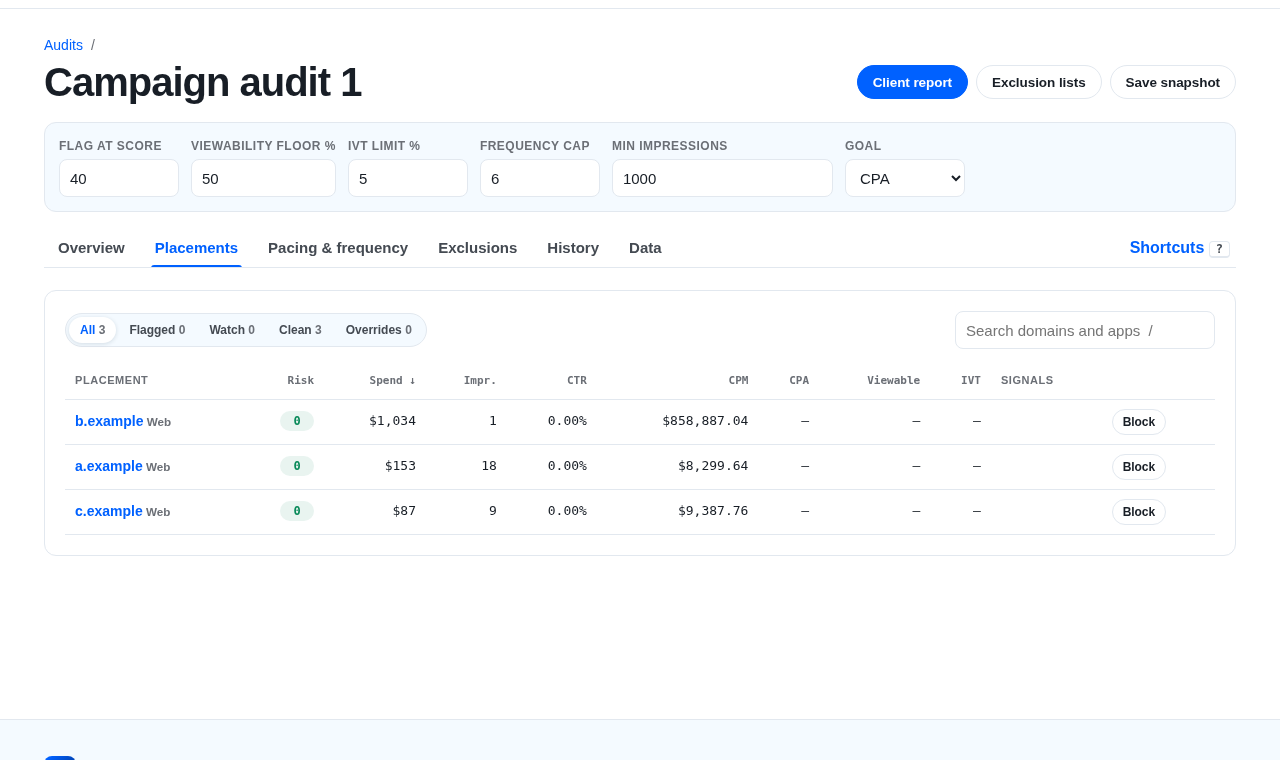 Audits /
Campaign audit 1
Client report Exclusion lists Save snapshot
FLAG AT SCORE VIEWABILITY FLOOR % IVT LIMIT % FREQUENCY CAP MIN IMPRESSIONS GOAL
40 50 5 6 1000 CPA
Overview Placements Pacing & frequency Exclusions History Data Shortcuts ?
All 3 Flagged 0 Watch 0 Clean 3 Overrides 0 Search domains and apps /
PLACEMENT Risk Spend ↓ Impr. CTR CPM CPA Viewable IVT SIGNALS
b.example Web 0 $1,034 1 0.00% $858,887.04 — — — Block
a.example Web 0 $153 18 0.00% $8,299.64 — — — Block
c.example Web 0 $87 9 0.00% $9,387.76 — — — Block